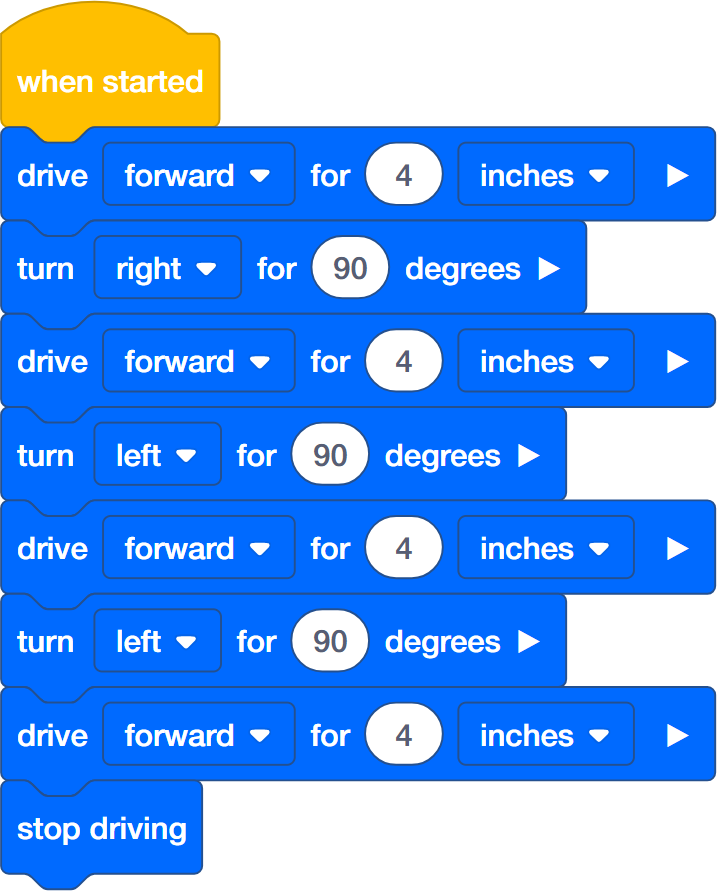 when started
drive forward for 4 inches
turn right for 90 degrees
drive forward for 4 inches
turn left for 90 degrees
drive forward for 4 inches
turn left for 90 degrees
drive forward for 4 inches
stop driving